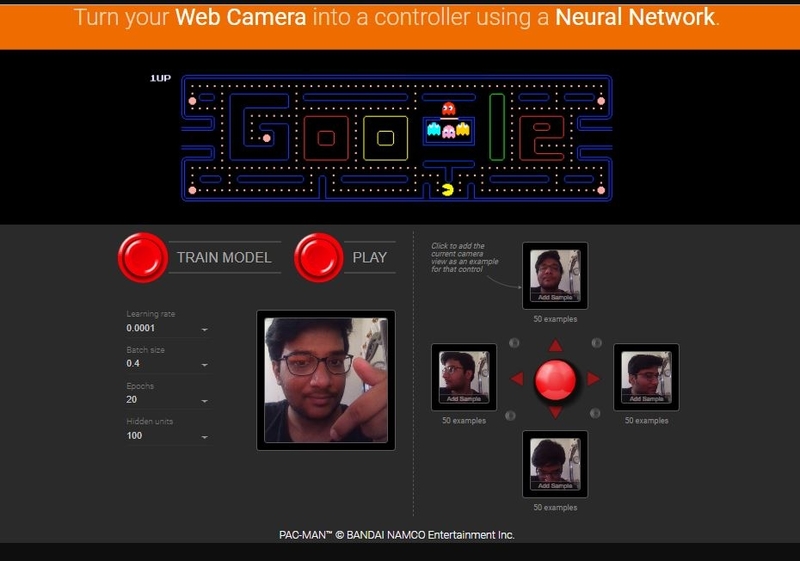 Turn your Web Camera into a controller using a Neural Network.
1UP
TRAIN MODEL
PLAY
Learning rate
0.0001
Batch size
0.4
Epochs
20
Hidden units
100
Click to add the
current camera
view as an example
for that control
Add Sample
50 examples
Add Sample
50 examples
Add Sample
50 examples
Add Sample
50 examples
PAC-MAN™ © BANDAI NAMCO Entertainment Inc.